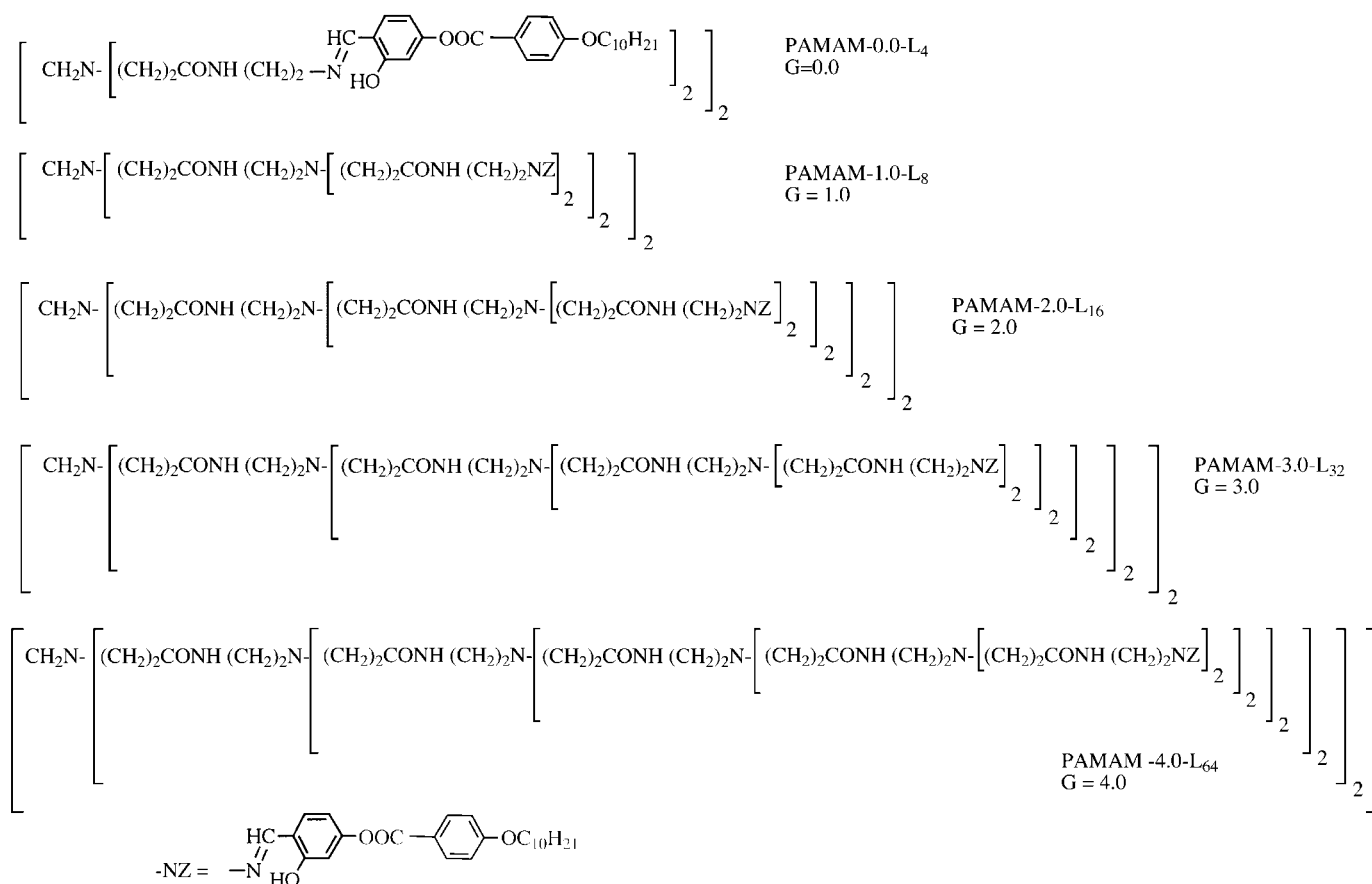 [ CH₂N-[(CH₂)₂CONH (CH₂)₂ —N=HC OOC OC₁₀H₂₁ ]₂ ]₂ PAMAM-0.0-L₄
HO G=0.0
[ CH₂N-[(CH₂)₂CONH (CH₂)₂N-[ (CH₂)₂CONH (CH₂)₂NZ]₂ ]₂ ]₂ PAMAM-1.0-L₈
G = 1.0
[ CH₂N-[(CH₂)₂CONH (CH₂)₂N-[(CH₂)₂CONH (CH₂)₂N-[(CH₂)₂CONH (CH₂)₂NZ]₂ ]₂ ]₂ ]₂ PAMAM-2.0-L₁₆
G = 2.0
[ CH₂N-[(CH₂)₂CONH (CH₂)₂N-[(CH₂)₂CONH (CH₂)₂N-[(CH₂)₂CONH (CH₂)₂N-[(CH₂)₂CONH (CH₂)₂NZ]₂ ]₂ ]₂ ]₂ ]₂ PAMAM-3.0-L₃₂
G = 3.0
[ CH₂N-[(CH₂)₂CONH (CH₂)₂N-[(CH₂)₂CONH (CH₂)₂N-[(CH₂)₂CONH (CH₂)₂N-[(CH₂)₂CONH (CH₂)₂N-[(CH₂)₂CONH (CH₂)₂NZ]₂ ]₂ ]₂ ]₂ ]₂ ]
PAMAM -4.0-L₆₄
G = 4.0
HC OOC OC₁₀H₂₁
-NZ = —N
HO